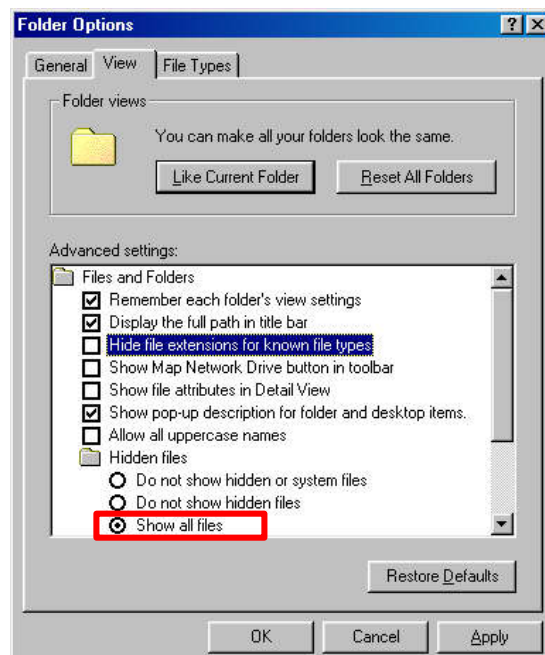 Folder Options
General View File Types
Folder views
You can make all your folders look the same.
Like Current Folder Reset All Folders
Advanced settings:
Files and Folders
Remember each folder's view settings
Display the full path in title bar
Hide file extensions for known file types
Show Map Network Drive button in toolbar
Show file attributes in Detail View
Show pop-up description for folder and desktop items.
Allow all uppercase names
Hidden files
Do not show hidden or system files
Do not show hidden files
Show all files
Restore Defaults
OK Cancel Apply